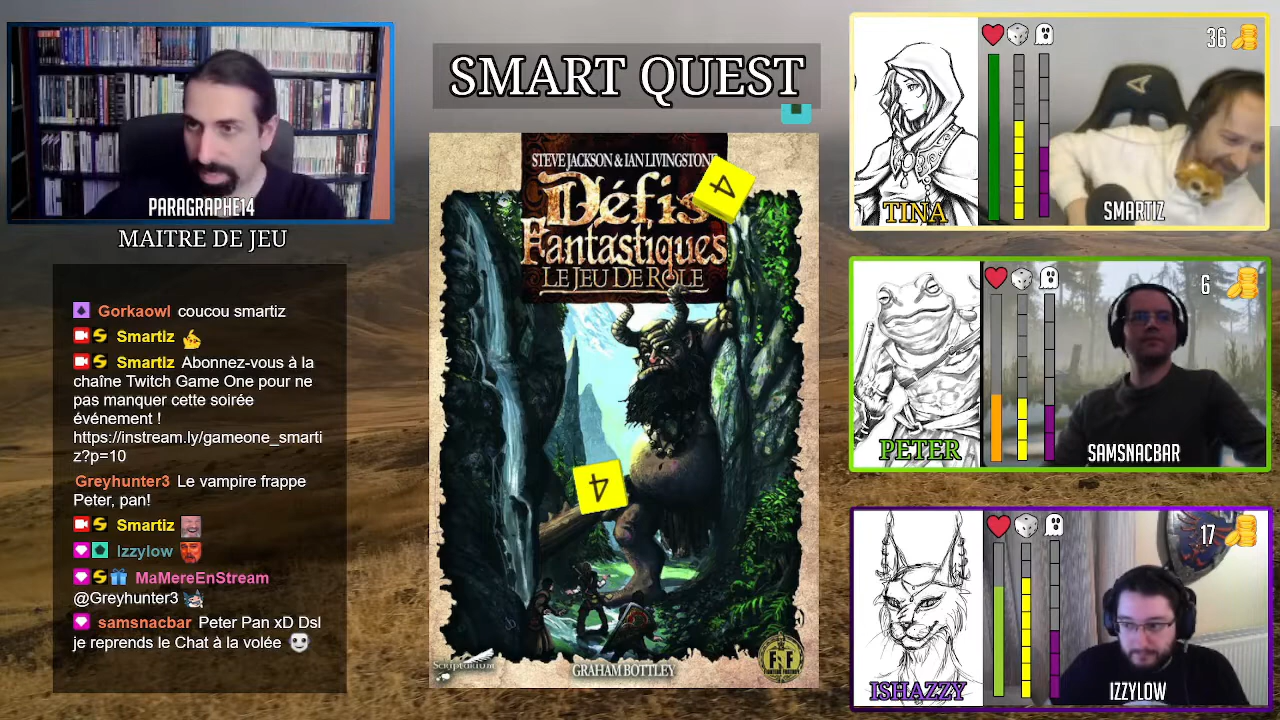 PARAGRAPHE14
MAITRE DE JEU
Gorkaowl coucou smartiz
Smartiz
Smartiz Abonnez-vous à la
chaîne Twitch Game One pour ne
pas manquer cette soirée
événement !
https://instream.ly/gameone_smarti
z?p=10
Greyhunter3 Le vampire frappe
Peter, pan!
Smartiz
Izzylow
MaMereEnStream
@Greyhunter3
samsnacbar Peter Pan xD Dsl
je reprends le Chat à la volée
SMART QUEST
STEVE JACKSON & IAN LIVINGSTONE
Défis
Fantastiques
LE JEU DE RÔLE
4
4
Scriptarium
GRAHAM BOTTLEY
FF
36
TINA
SMARTIZ
6
PETER
SAMSNACBAR
17
ISHAZZY
IZZYLOW